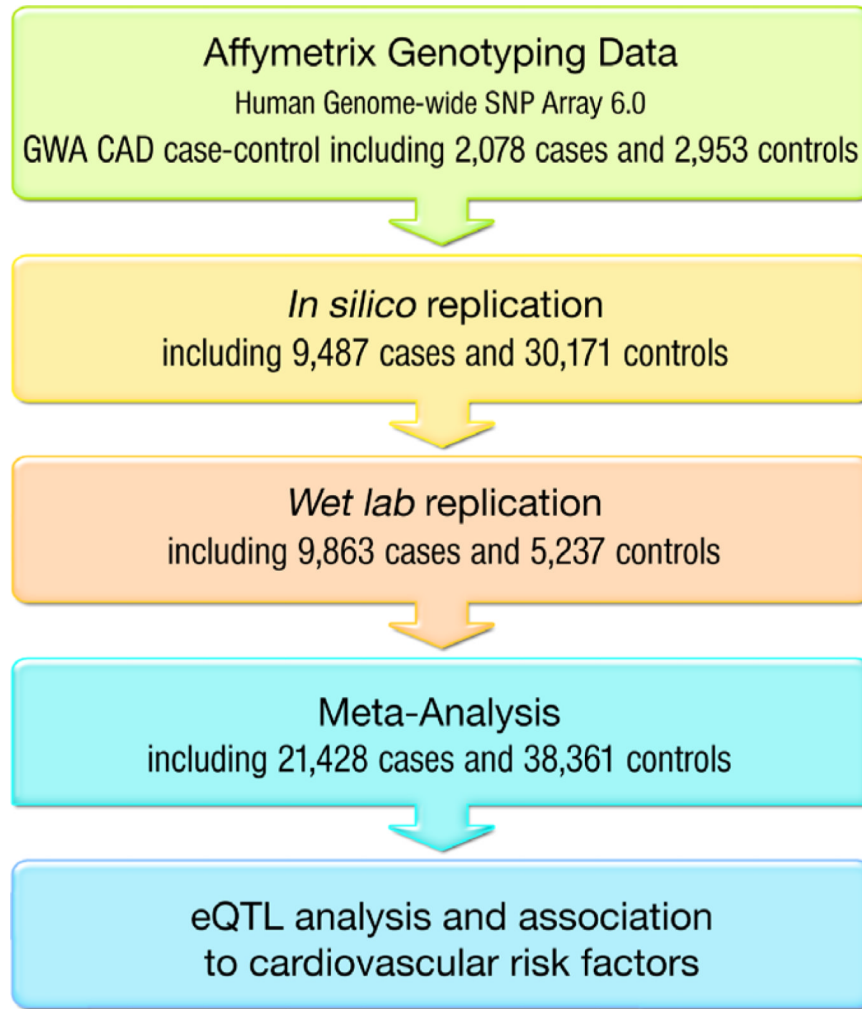 Affymetrix Genotyping Data
Human Genome-wide SNP Array 6.0
GWA CAD case-control including 2,078 cases and 2,953 controls
In silico replication
including 9,487 cases and 30,171 controls
Wet lab replication
including 9,863 cases and 5,237 controls
Meta-Analysis
including 21,428 cases and 38,361 controls
eQTL analysis and association
to cardiovascular risk factors